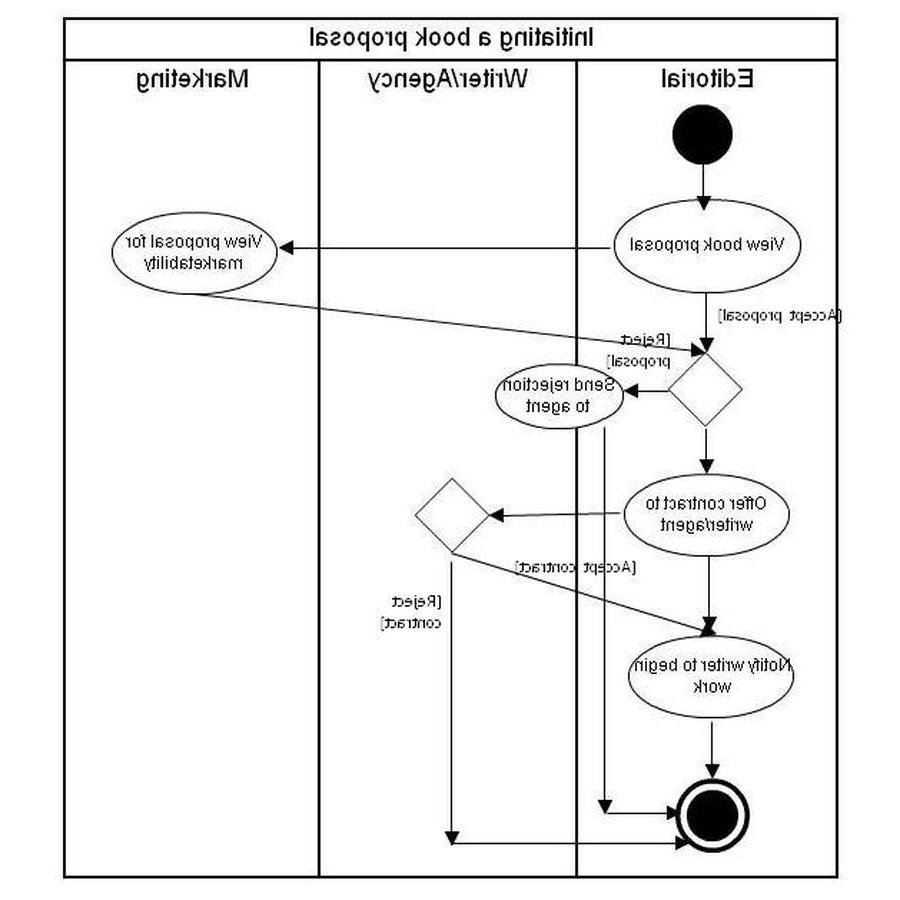 Initiating a book proposal
Editorial
Writer/Agency
Marketing
View book proposal
View proposal for
marketability
[Accept proposal]
[Reject
proposal]
Send rejection
to agent
Offer contract to
writer/agent
[Accept contract]
[Reject
contract]
Notify writer to begin
work